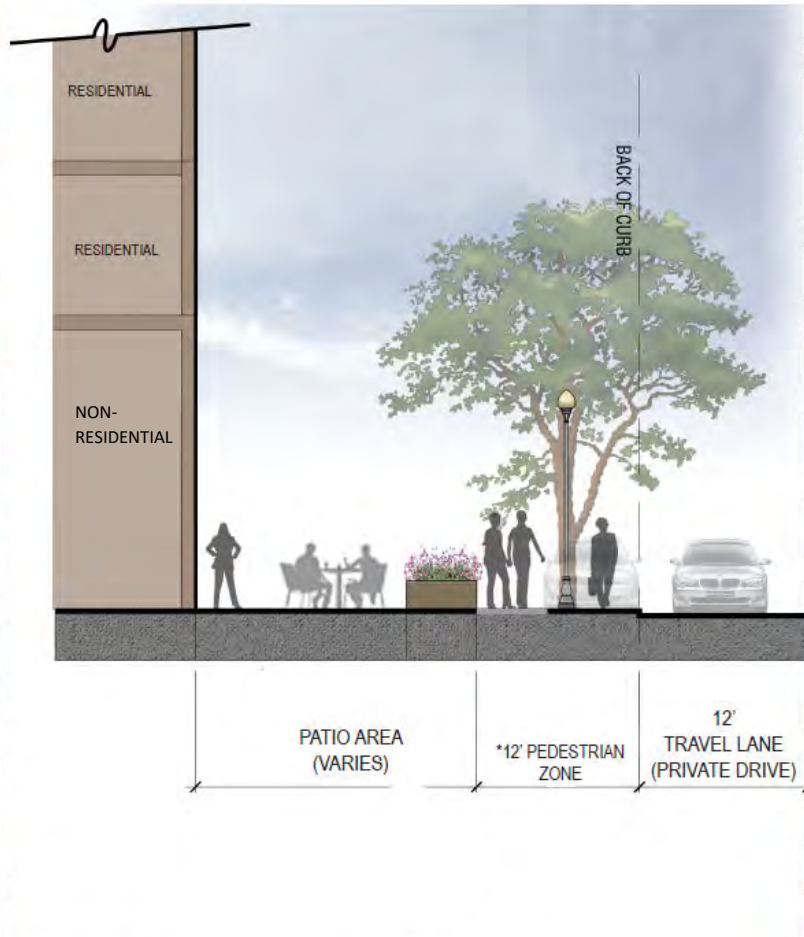 RESIDENTIAL
BACK OF CURB
RESIDENTIAL
NON-
RESIDENTIAL
PATIO AREA
(VARIES)
*12' PEDESTRIAN
ZONE
12'
TRAVEL LANE
(PRIVATE DRIVE)